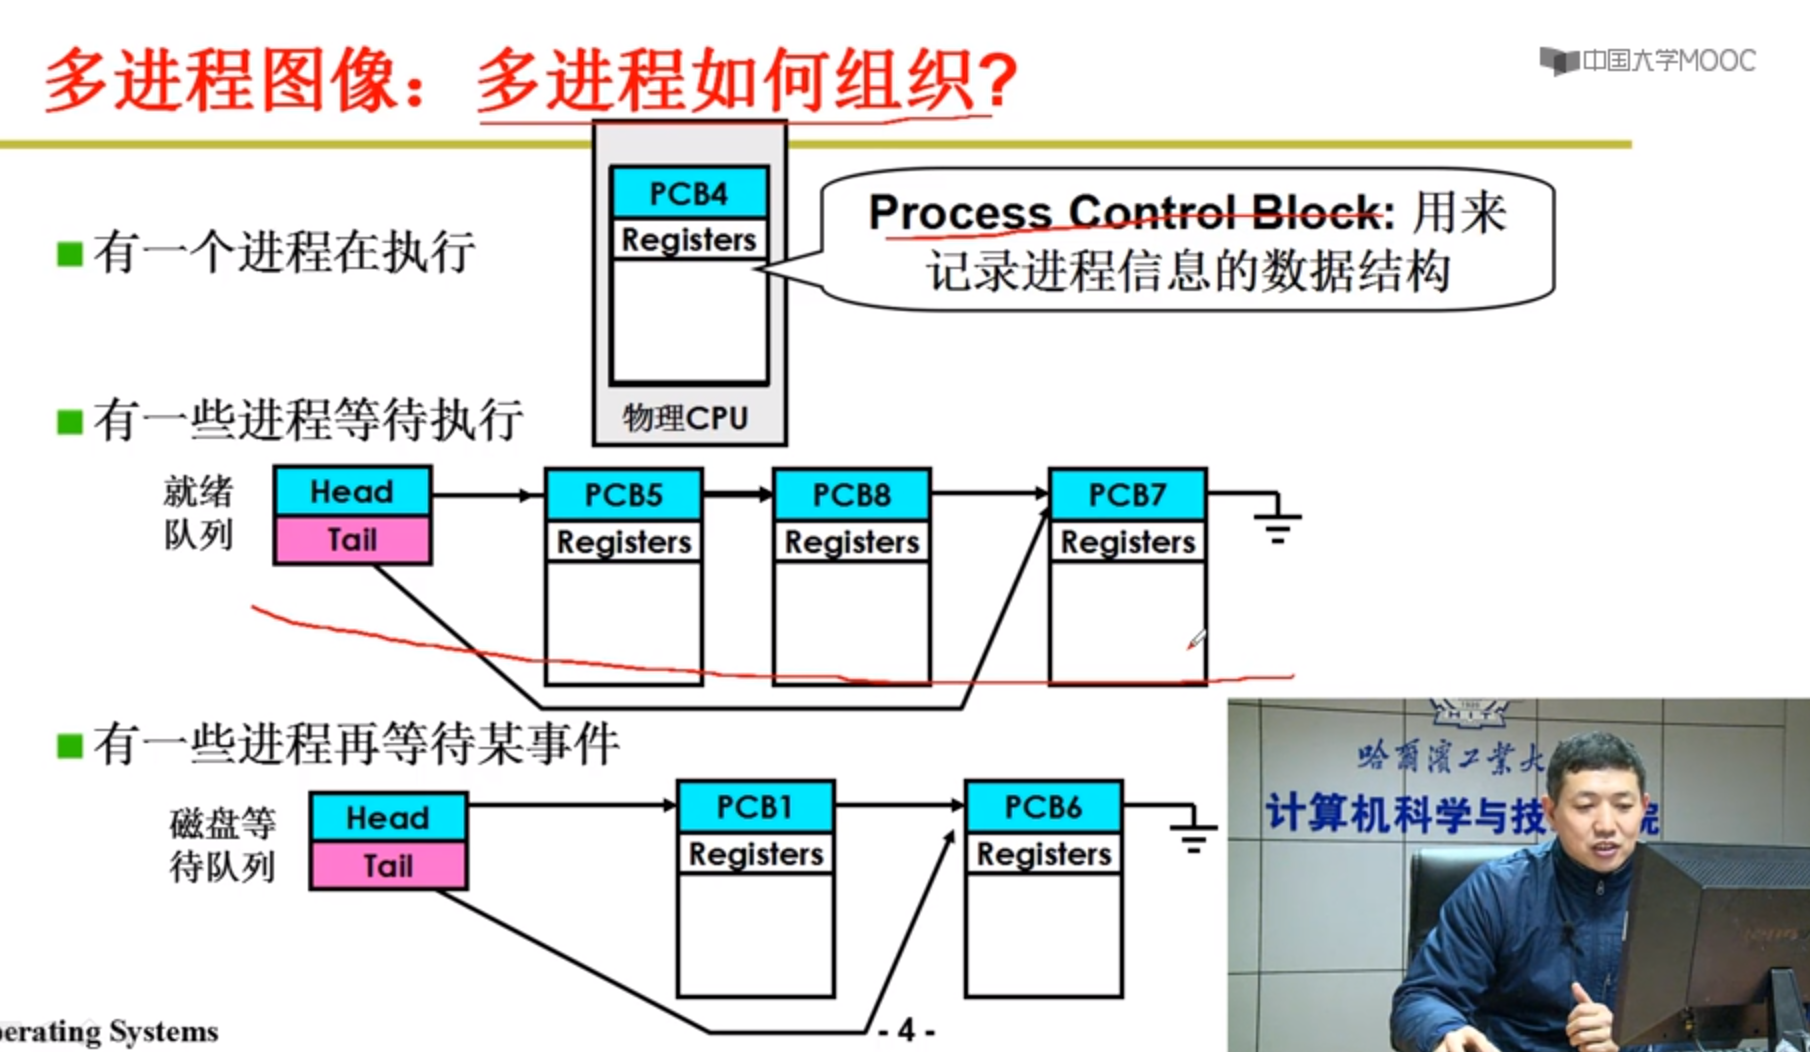 多进程图像：多进程如何组织?
中国大学MOOC
PCB4
Registers
物理CPU
Process Control Block: 用来
记录进程信息的数据结构
有一个进程在执行
有一些进程等待执行
就绪
队列
Head
Tail
PCB5
Registers
PCB8
Registers
PCB7
Registers
有一些进程再等待某事件
磁盘等
待队列
Head
Tail
PCB1
Registers
PCB6
Registers
HIT
哈爾濱工業大
计算机科学与技 院
perating Systems
- 4 -